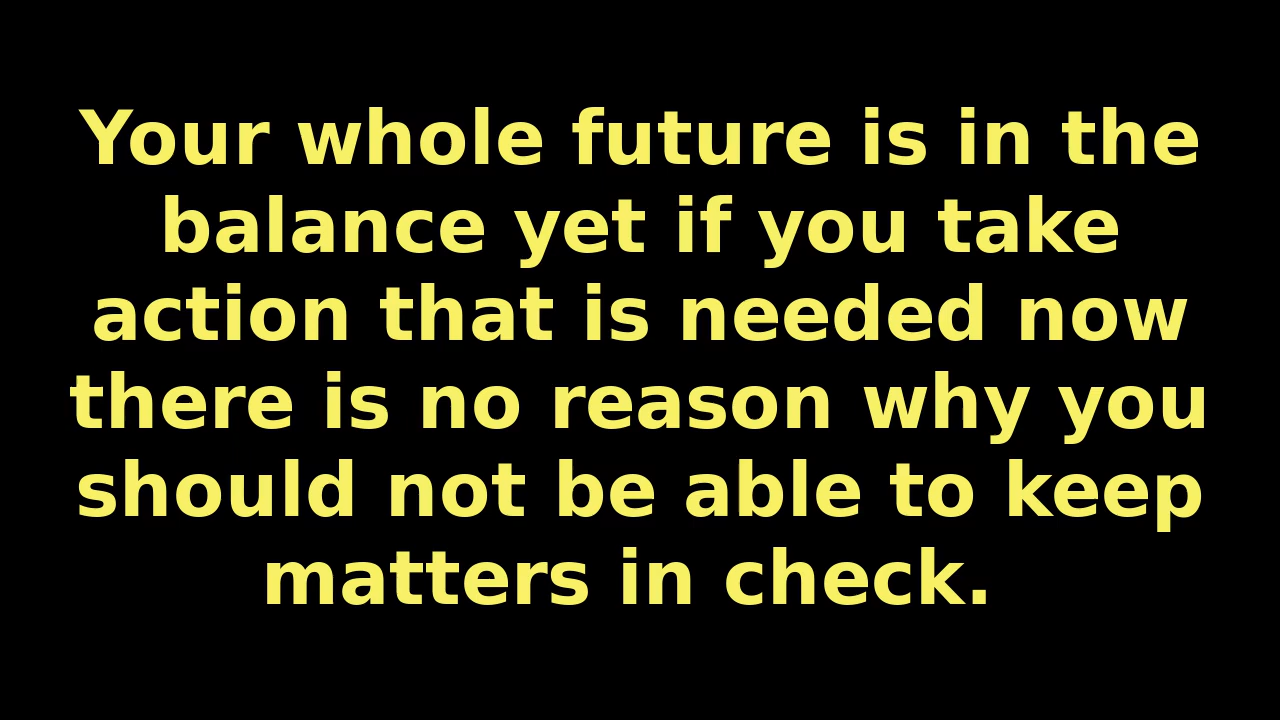 Your whole future is in the
balance yet if you take
action that is needed now
there is no reason why you
should not be able to keep
matters in check.